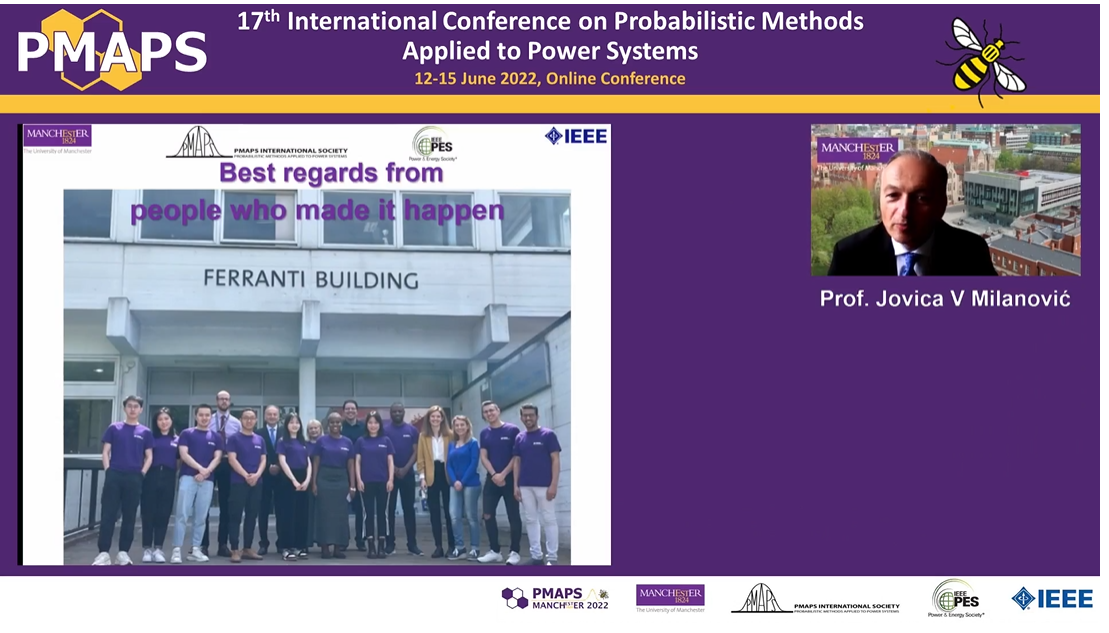 PMAPS
17th International Conference on Probabilistic Methods
Applied to Power Systems
12-15 June 2022, Online Conference
MANCHESTER
1824
The University of Manchester
PMAPS INTERNATIONAL SOCIETY
PROBABILISTIC METHODS APPLIED TO POWER SYSTEMS
IEEE
PES
Power & Energy Society®
IEEE
Best regards from
people who made it happen
FERRANTI BUILDING
MANCHESTER
1824
Prof. Jovica V Milanović
PMAPS
MANCHESTER 2022
MANCHESTER
1824
The University of Manchester
PMAPS
PMAPS INTERNATIONAL SOCIETY
PROBABILISTIC METHODS APPLIED TO POWER SYSTEMS
IEEE
PES
Power & Energy Society®
IEEE